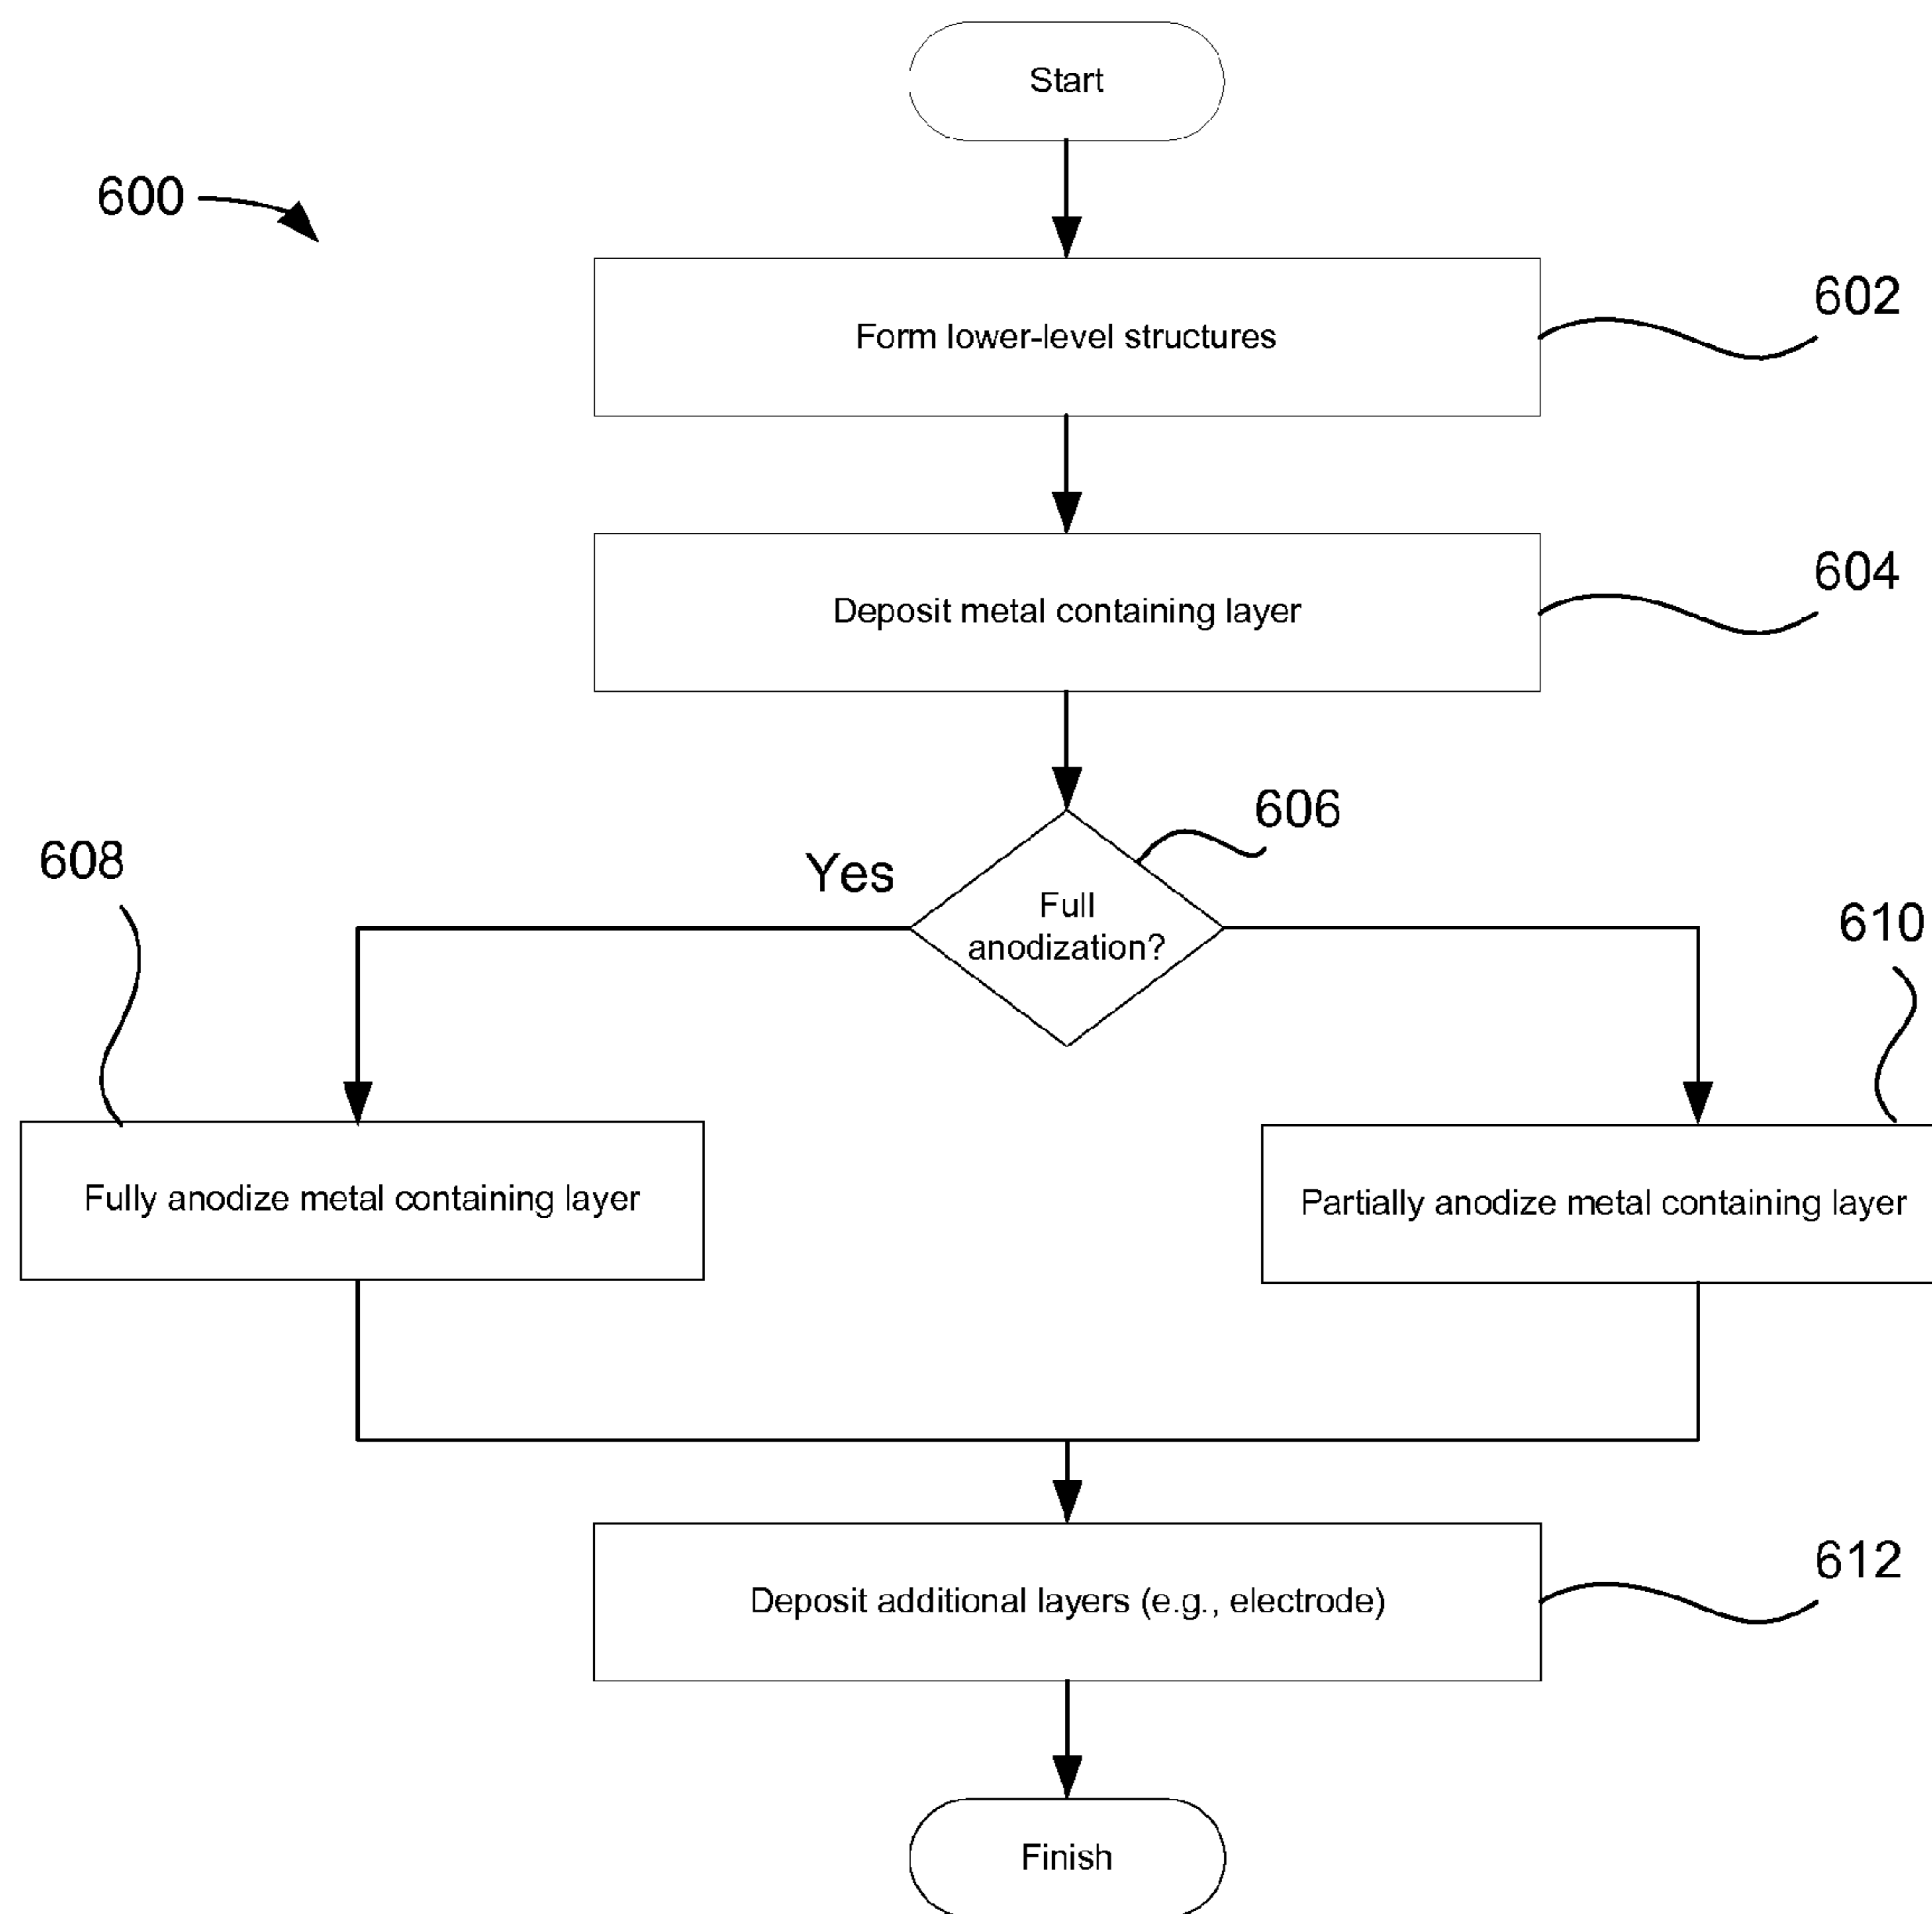 Start
600
Form lower-level structures
602
Deposit metal containing layer
604
606
Full
anodization?
Yes
608
610
Fully anodize metal containing layer
Partially anodize metal containing layer
Deposit additional layers (e.g., electrode)
612
Finish